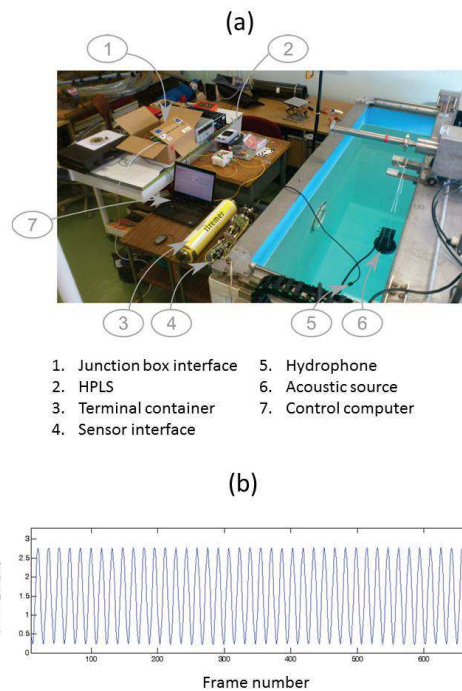 (a)
1
2
ifremer
7
3
4
5
6
1. Junction box interface
2. HPLS
3. Terminal container
4. Sensor interface
5. Hydrophone
6. Acoustic source
7. Control computer
(b)
3
2.5
2
1.5
1
0.5
0
100
200
300
400
500
600
Frame number